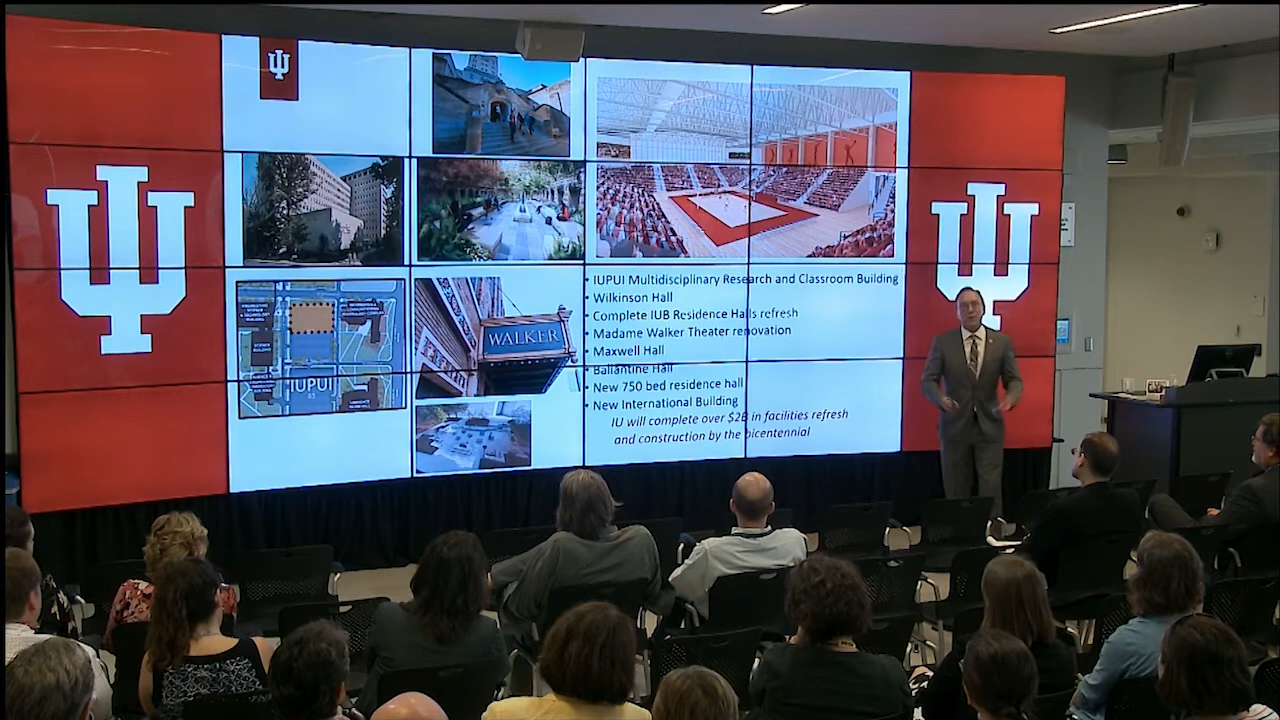 IUPUI Multidisciplinary Research and Classroom Building
Wilkinson Hall
Complete IUB Residence Halls refresh
Madame Walker Theater renovation
Maxwell Hall
Ballantine Hall
New 750 bed residence hall
New International Building
IU will complete over $2B in facilities refresh
and construction by the bicentennial
WALKER
IUPUI